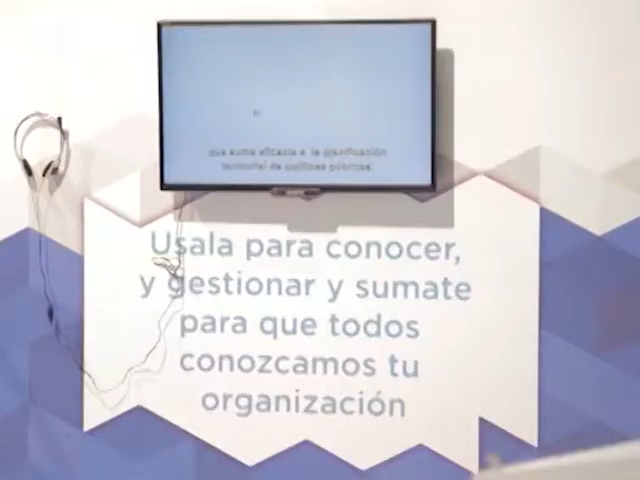 que suma eficacia a la planificación
territorial de políticas públicas
Usala para conocer,
y gestionar y sumate
para que todos
conozcamos tu
organización